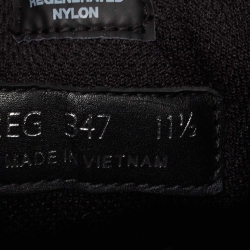 REGENERATED
NYLON
EG 347 11½
MADE IN VIETNAM